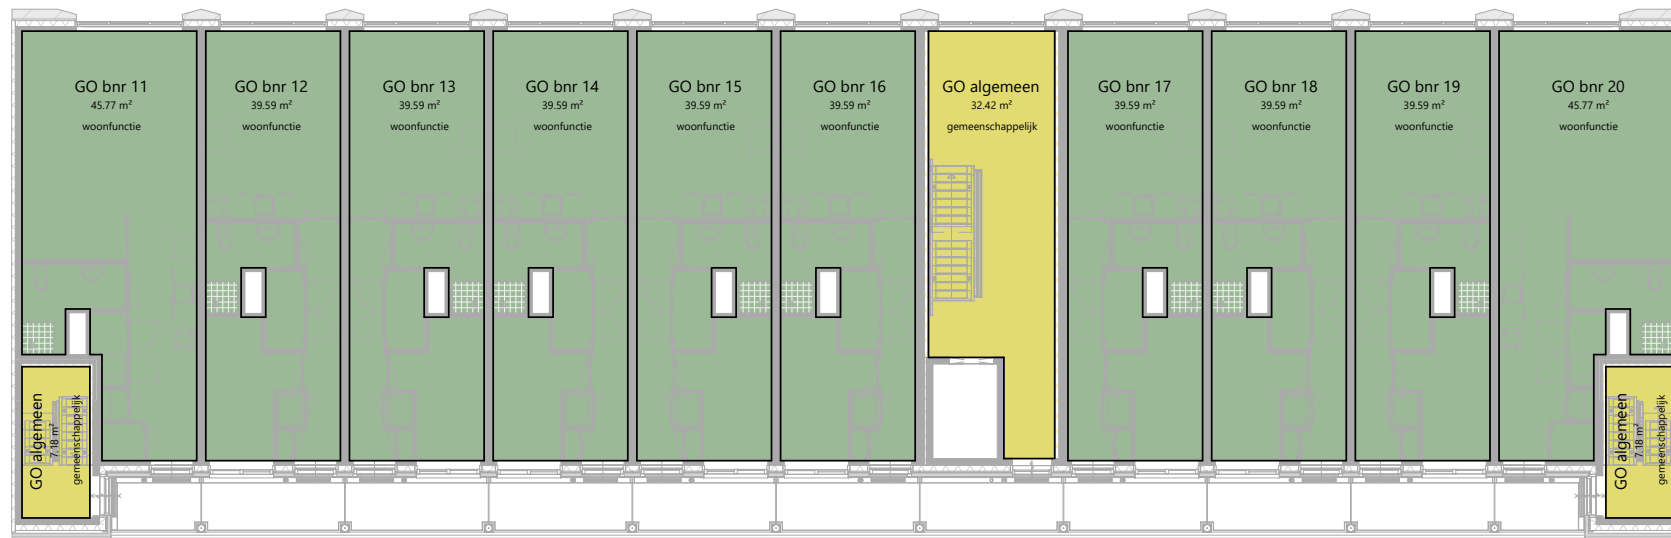 GO bnr 11
45.77 m²
woonfunctie
GO bnr 12
39.59 m²
woonfunctie
GO bnr 13
39.59 m²
woonfunctie
GO bnr 14
39.59 m²
woonfunctie
GO bnr 15
39.59 m²
woonfunctie
GO bnr 16
39.59 m²
woonfunctie
GO algemeen
32.42 m²
gemeenschappelijk
GO bnr 17
39.59 m²
woonfunctie
GO bnr 18
39.59 m²
woonfunctie
GO bnr 19
39.59 m²
woonfunctie
GO bnr 20
45.77 m²
woonfunctie
GO algemeen
7.18 m²
gemeenschappelijk
GO algemeen
7.18 m²
gemeenschappelijk